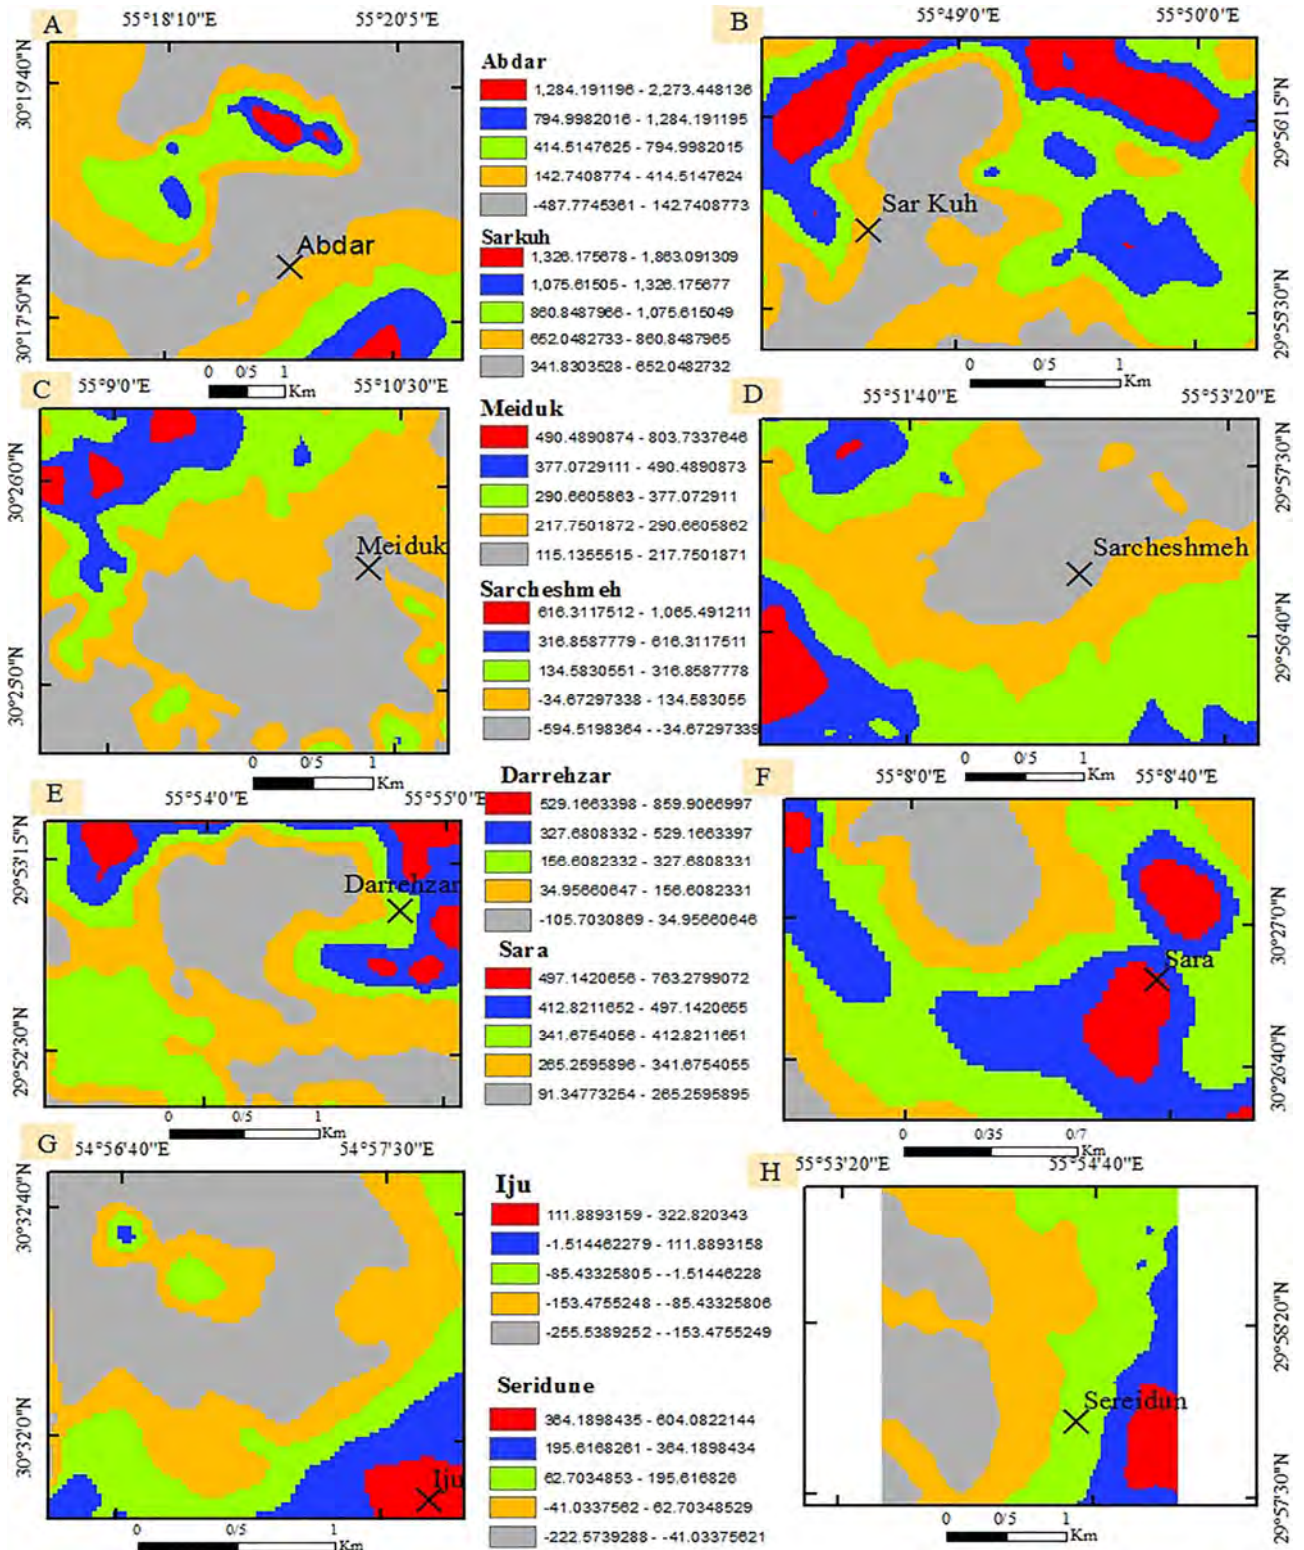 A
55°18'10"E
55°20'5"E
30°19'40"N
30°17'50"N
Abdar
0 0/5 1
Km
Abdar
1,284.191196 - 2,273.448136
794.9982016 - 1,284.191195
414.5147625 - 794.9982015
142.7408774 - 414.5147624
-487.7745361 - 142.7408773
Sarkuh
1,326.175678 - 1,863.091309
1,075.61505 - 1,326.175677
860.8487966 - 1,075.615049
652.0482733 - 860.8487965
341.8303528 - 652.0482732
B
55°49'0"E
55°50'0"E
29°56'15"N
29°55'30"N
Sar Kuh
0 0/5 1
Km
C
55°9'0"E
55°10'30"E
30°26'0"N
30°25'0"N
Meiduk
0 0/5 1
Km
Meiduk
490.4890874 - 803.7337646
377.0729111 - 490.4890873
290.6605863 - 377.072911
217.7501872 - 290.6605862
115.1355515 - 217.7501871
Sarcheshmeh
616.3117512 - 1,065.491211
316.8587779 - 616.3117511
134.5830551 - 316.8587778
-34.67297338 - 134.583055
-594.5198364 - -34.67297339
D
55°51'40"E
55°53'20"E
29°57'30"N
29°56'40"N
Sarcheshmeh
0 0/5 1
Km
E
55°54'0"E
55°55'0"E
29°53'15"N
29°52'30"N
Darrehzar
0 0/5 1
Km
Darrehzar
529.1663398 - 859.9066997
327.6808332 - 529.1663397
156.6082332 - 327.6808331
34.95660647 - 156.6082331
-105.7030869 - 34.95660646
Sara
497.1420656 - 763.2799072
412.8211652 - 497.1420655
341.6754056 - 412.8211651
265.2595896 - 341.6754055
91.34773254 - 265.2595895
F
55°8'0"E
55°8'40"E
30°27'0"N
30°26'40"N
Sara
0 0/35 0/7
Km
G
54°56'40"E
54°57'30"E
30°32'40"N
30°32'0"N
Iju
0 0/5 1
Km
Iju
111.8893159 - 322.820343
-1.514462279 - 111.8893158
-85.43325805 - -1.51446228
-153.4755248 - -85.43325806
-255.5389252 - -153.4755249
Seridune
364.1898435 - 604.0822144
195.6168261 - 364.1898434
62.7034853 - 195.616826
-41.0337562 - 62.70348529
-222.5739288 - -41.03375621
H
55°53'20"E
55°54'40"E
29°58'20"N
29°57'30"N
Sereidun
0 0/5 1
Km